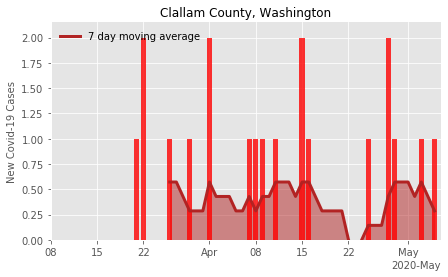 Clallam County, Washington
7 day moving average
New Covid-19 Cases
2.00
1.75
1.50
1.25
1.00
0.75
0.50
0.25
0.00
08 15 22 Apr 08 15 22 May
2020-May